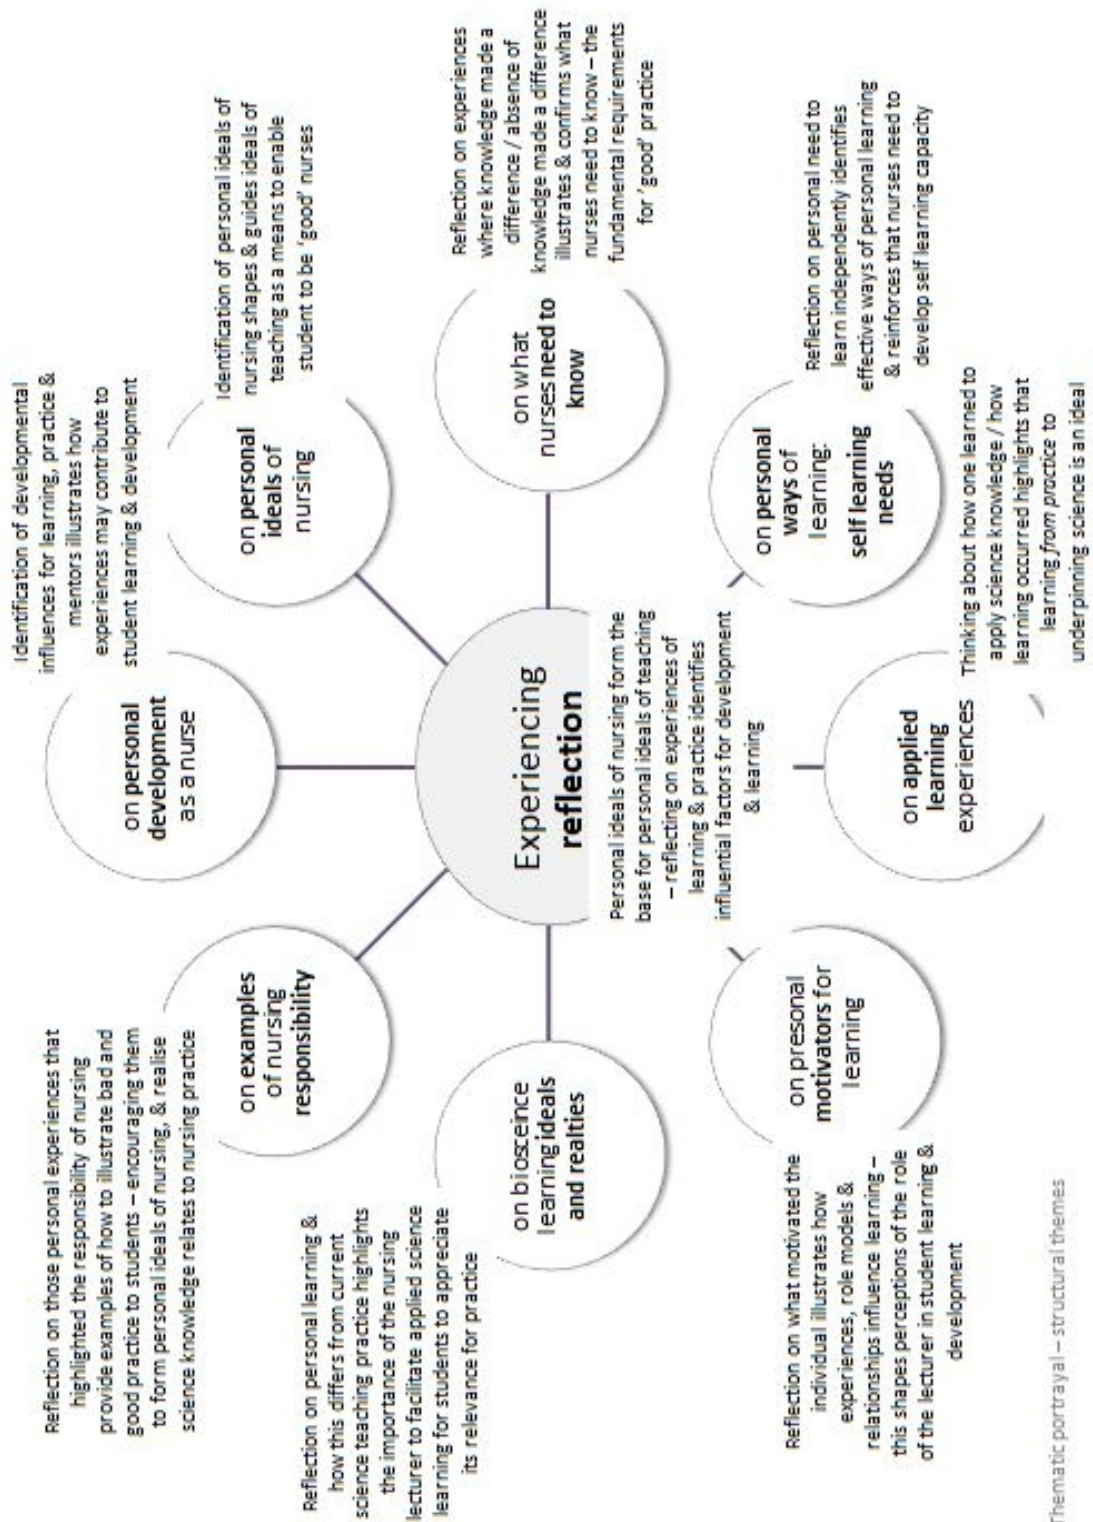 Identification of developmental
influences for learning, practice &
mentors illustrates how
experiences may contribute to
student learning & development
on personal
development
as a nurse
Identification of personal ideals of
nursing shapes & guides ideals of
teaching as a means to enable
student to be 'good' nurses
on personal
ideals of
nursing
Reflection on experiences
where knowledge made a
difference / absence of
knowledge made a difference
illustrates & confirms what
nurses need to know – the
fundamental requirements
for 'good' practice
on what
nurses need to
know
Reflection on personal need to
learn independently identifies
effective ways of personal learning
& reinforces that nurses need to
develop self learning capacity
on personal
ways of
learning:
self learning
needs
Thinking about how one learned to
apply science knowledge / how
learning occurred highlights that
learning from practice to
underpinning science is an ideal
on applied
learning
experiences
Reflection on what motivated the
individual illustrates how
experiences, role models &
relationships influence learning –
this shapes perceptions of the role
of the lecturer in student learning &
development
on presonal
motivators for
learning
Reflection on personal learning &
how this differs from current
science teaching practice highlights
the importance of the nursing
lecturer to facilitate applied science
learning for students to appreciate
its relevance for practice
on biosceince
learning ideals
and realties
Reflection on those personal experiences that
highlighted the responsibility of nursing
provide examples of how to illustrate bad and
good practice to students – encouraging them
to form personal ideals of nursing, & realise
science knowledge relates to nursing practice
on examples
of nursing
responsibility
Experiencing
reflection
Personal ideals of nursing form the
base for personal ideals of teaching
– reflecting on experiences of
learning & practice identifies
influential factors for development
& learning
Thematic portrayal – structural themes